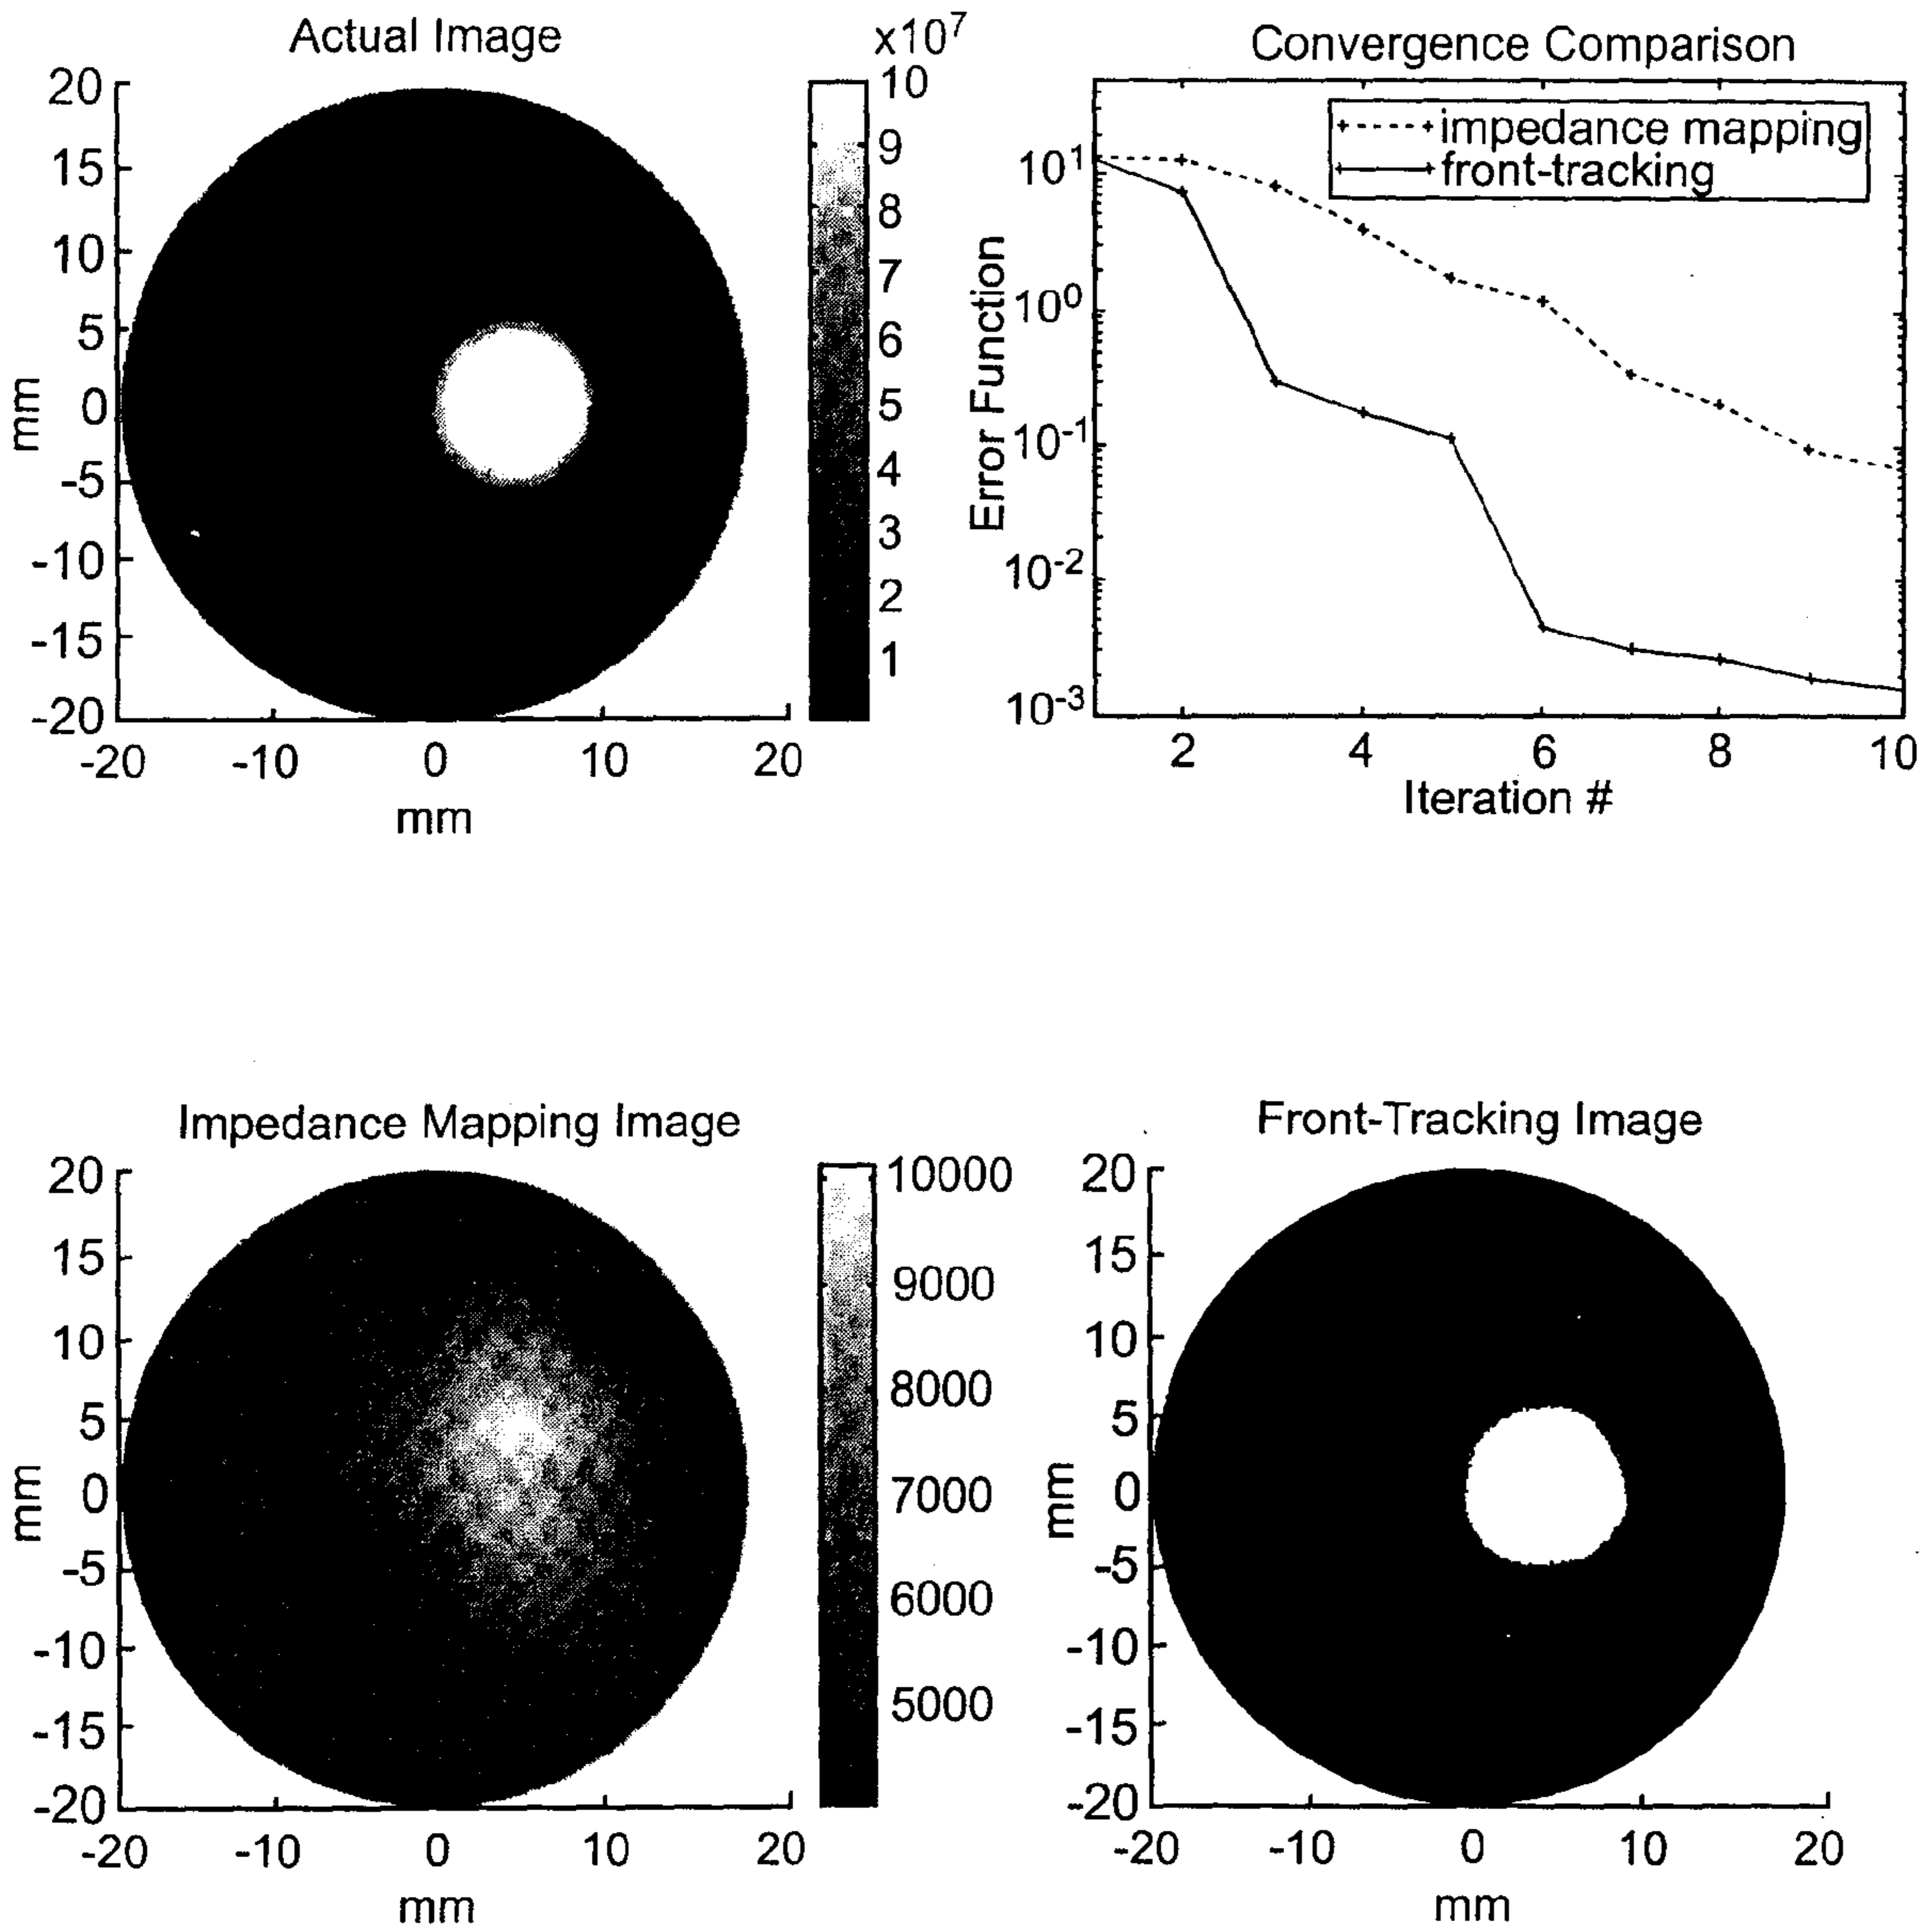 Actual Image
x10^7
20
15
10
5
0
-5
-10
-15
-20
mm
-20 -10 0 10 20
mm
10
9
8
7
6
5
4
3
2
1
Convergence Comparison
impedance mapping
front-tracking
10^1
10^0
10^-1
10^-2
10^-3
Error Function
2 4 6 8 10
Iteration #
Impedance Mapping Image
20
15
10
5
0
-5
-10
-15
-20
mm
-20 -10 0 10 20
mm
10000
9000
8000
7000
6000
5000
Front-Tracking Image
20
15
10
5
0
-5
-10
-15
-20
mm
-20 -10 0 10 20
mm